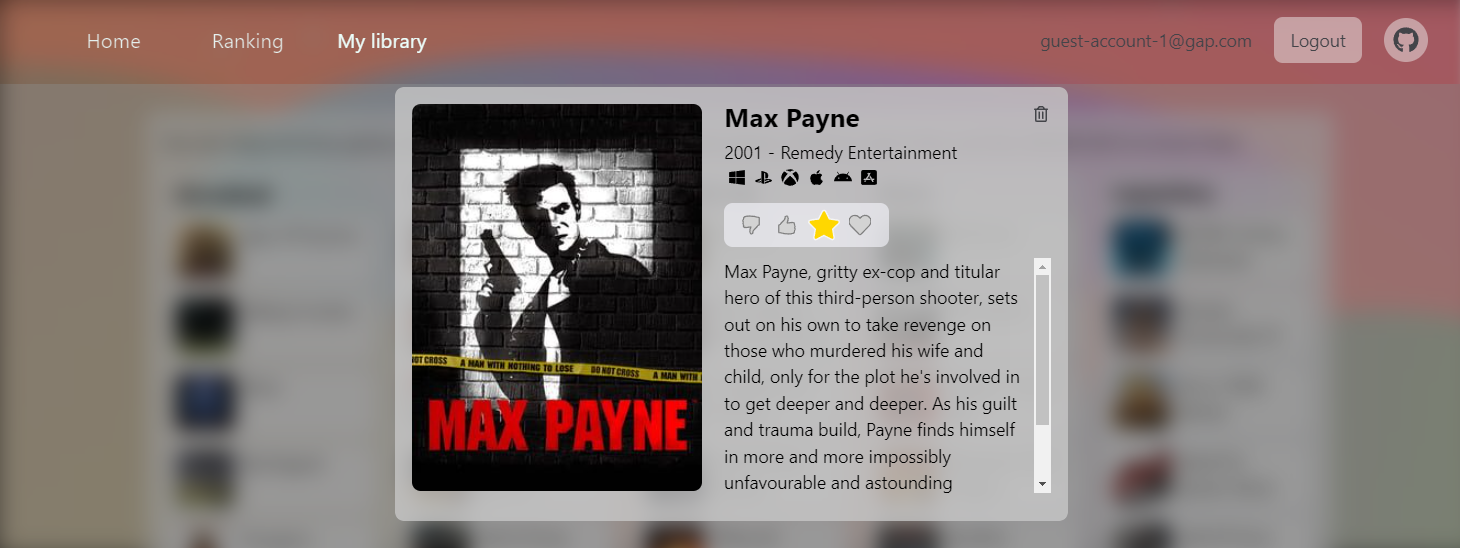 Home Ranking My library guest-account-1@gap.com Logout
Max Payne
2001 - Remedy Entertainment
Max Payne, gritty ex-cop and titular
hero of this third-person shooter, sets
out on his own to take revenge on
those who murdered his wife and
child, only for the plot he's involved in
to get deeper and deeper. As his guilt
and trauma build, Payne finds himself
in more and more impossibly
unfavourable and astounding
NOT CROSS A MAN WITH NOTHING TO LOSE DO NOT CROSS A MAN WITH
MAX PAYNE